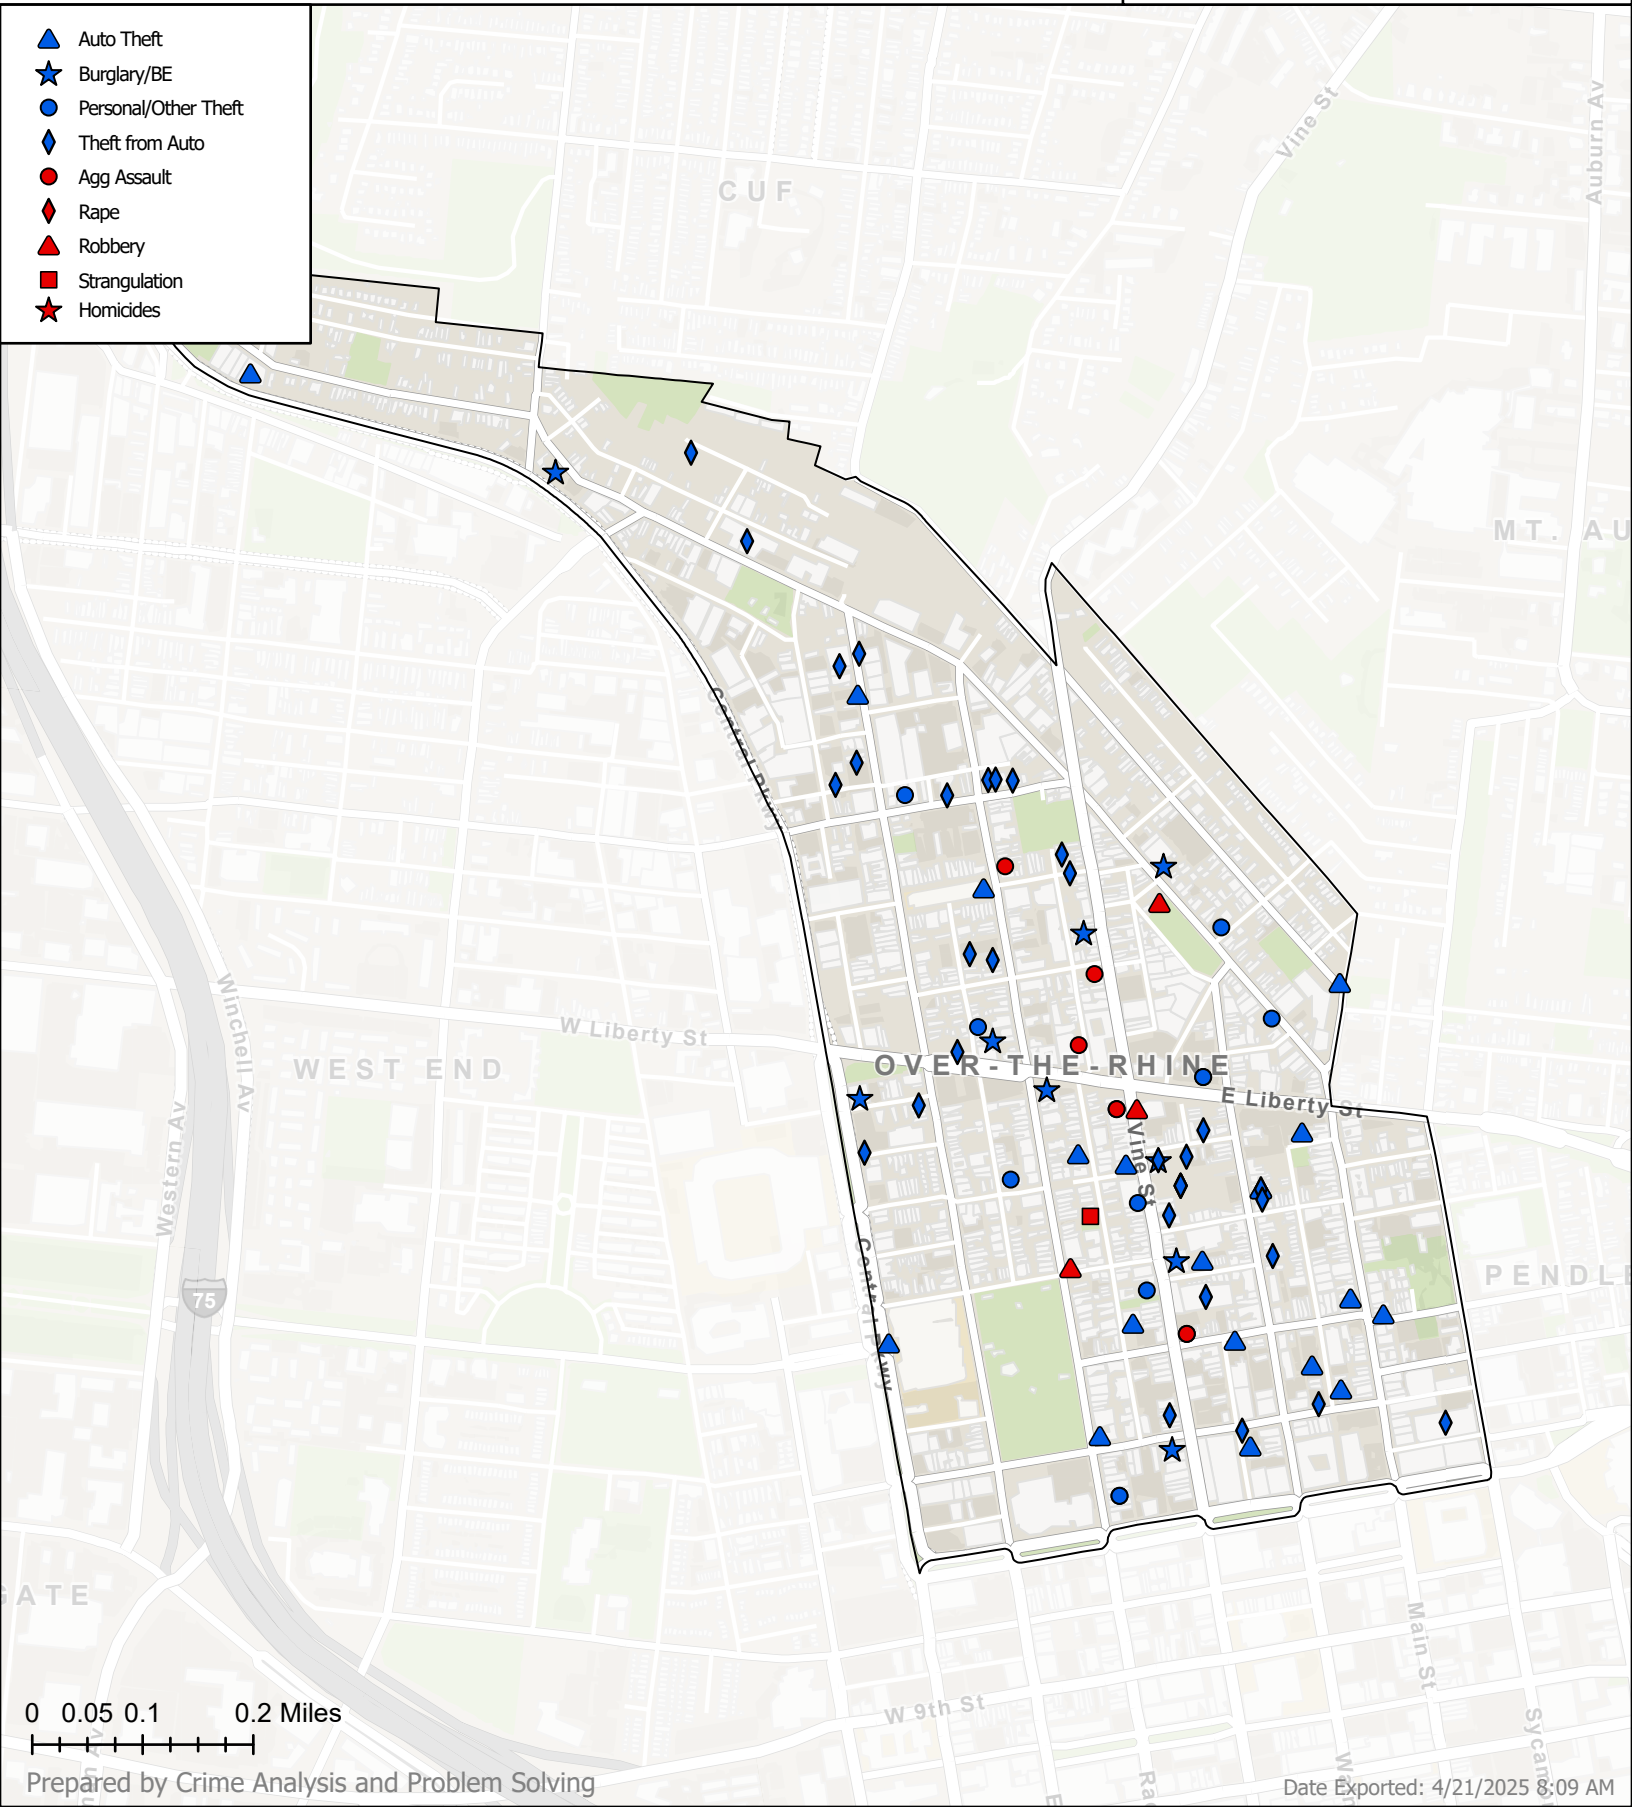 Auto Theft
Burglary/BE
Personal/Other Theft
Theft from Auto
Agg Assault
Rape
Robbery
Strangulation
Homicides
CUF
Vine St
Auburn Av
MT. AU
Central Pkwy
Winchell Av
W Liberty St
WEST END
OVER-THE-RHINE
E Liberty St
Western Av
Vine St
Central Pkwy
75
PENDLE
GATE
Main St
W 9th St
Sycam
0 0.05 0.1 0.2 Miles
Prepared by Crime Analysis and Problem Solving
Date Exported: 4/21/2025 8:09 AM